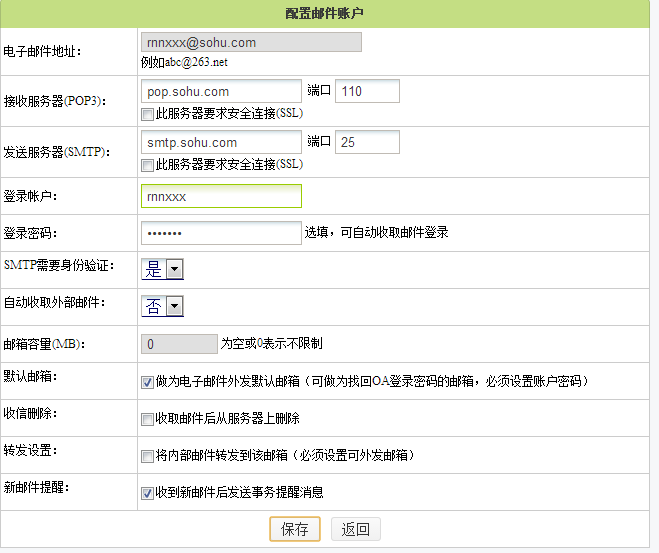 配置邮件账户
电子邮件地址： rnnxxx@sohu.com
例如abc@263.net
接收服务器(POP3)： pop.sohu.com 端口 110
此服务器要求安全连接(SSL)
发送服务器(SMTP)： smtp.sohu.com 端口 25
此服务器要求安全连接(SSL)
登录帐户： rnnxxx
登录密码： ••••••• 选填，可自动收取邮件登录
SMTP需要身份验证： 是
自动收取外部邮件： 否
邮箱容量(MB)： 0 为空或0表示不限制
默认邮箱： 做为电子邮件外发默认邮箱（可做为找回OA登录密码的邮箱，必须设置账户密码）
收信删除： 收取邮件后从服务器上删除
转发设置： 将内部邮件转发到该邮箱（必须设置可外发邮箱）
新邮件提醒： 收到新邮件后发送事务提醒消息
保存 返回